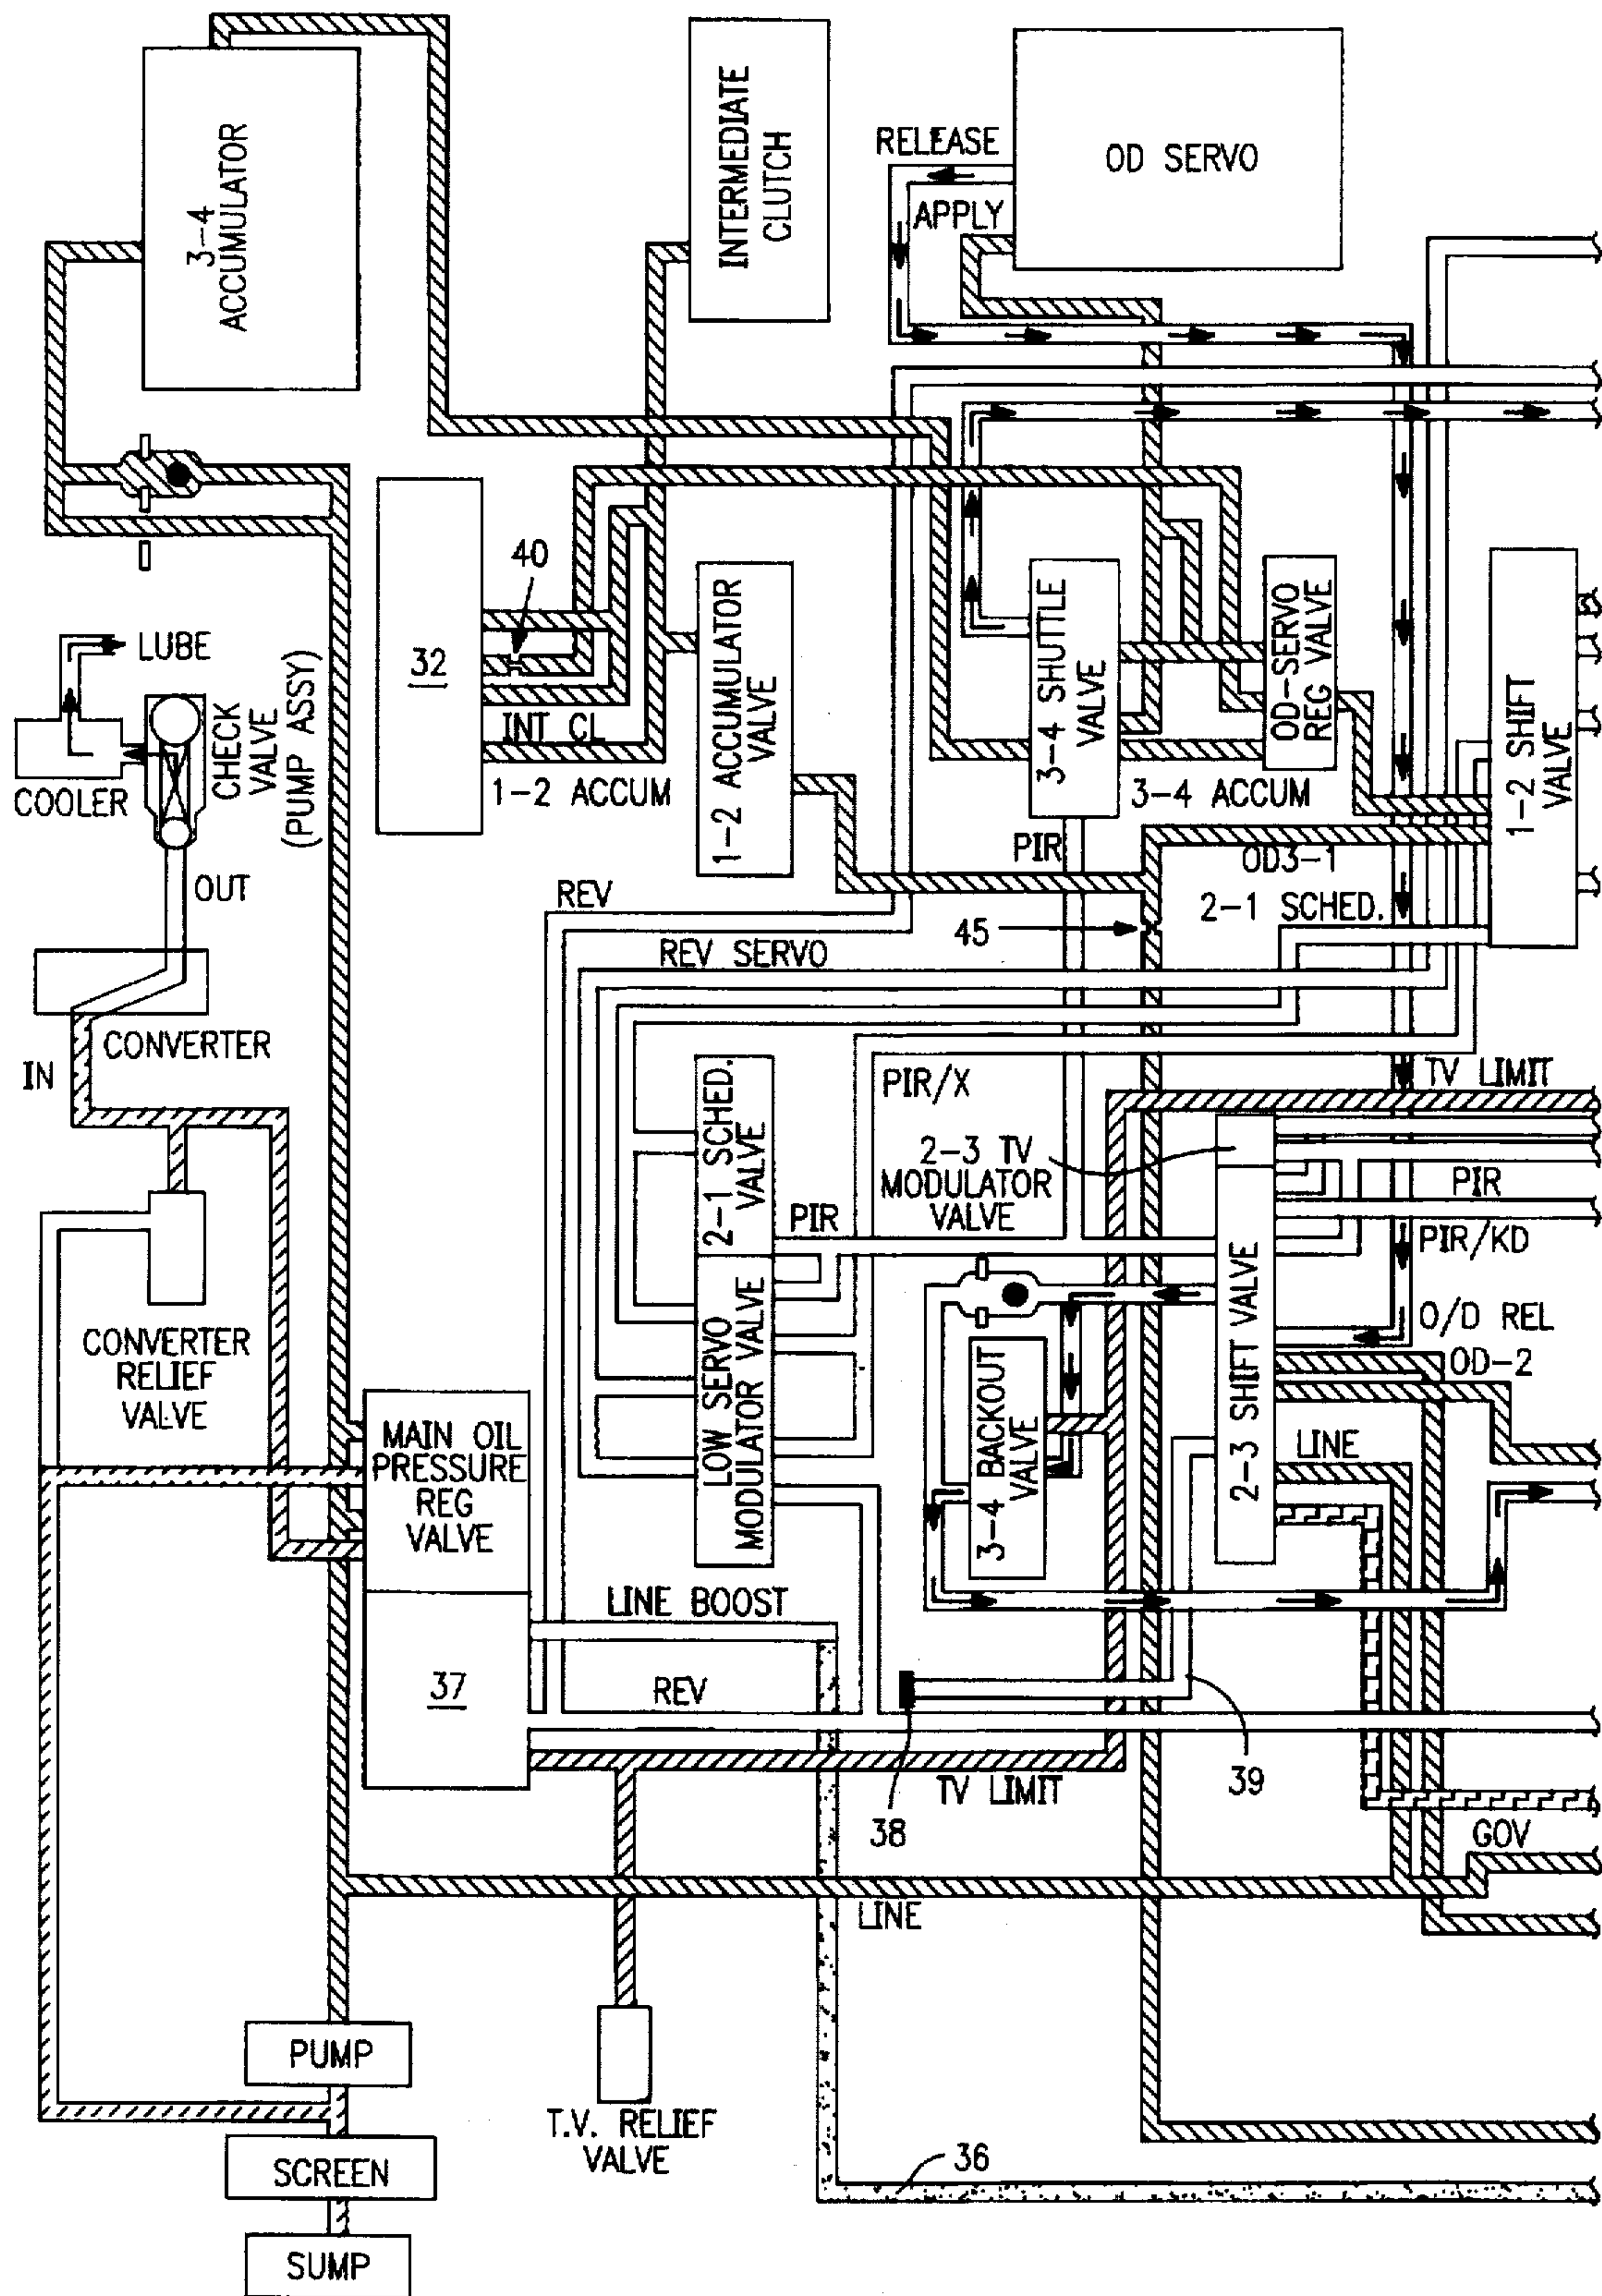 3-4
ACCUMULATOR
INTERMEDIATE
CLUTCH
RELEASE
OD SERVO
APPLY
40
LUBE
32
1-2 ACCUMULATOR
VALVE
3-4 SHUTTLE
VALVE
OD-SERVO
REG VALVE
1-2 SHIFT
VALVE
CHECK
VALVE
(PUMP ASSY)
INT CL
COOLER
1-2 ACCUM
3-4 ACCUM
PIR
OD3-1
OUT
REV
2-1 SCHED.
45
REV SERVO
CONVERTER
IN
PIR/X
TV LIMIT
2-1 SCHED.
VALVE
2-3 TV
MODULATOR
VALVE
PIR
PIR
PIR/KD
CONVERTER
RELIEF
VALVE
LOW SERVO
MODULATOR VALVE
3-4 BACKOUT
VALVE
2-3 SHIFT VALVE
O/D REL
OD-2
MAIN OIL
PRESSURE
REG
VALVE
LINE
LINE BOOST
37
REV
39
TV LIMIT
38
GOV
LINE
PUMP
T.V. RELIEF
VALVE
36
SCREEN
SUMP